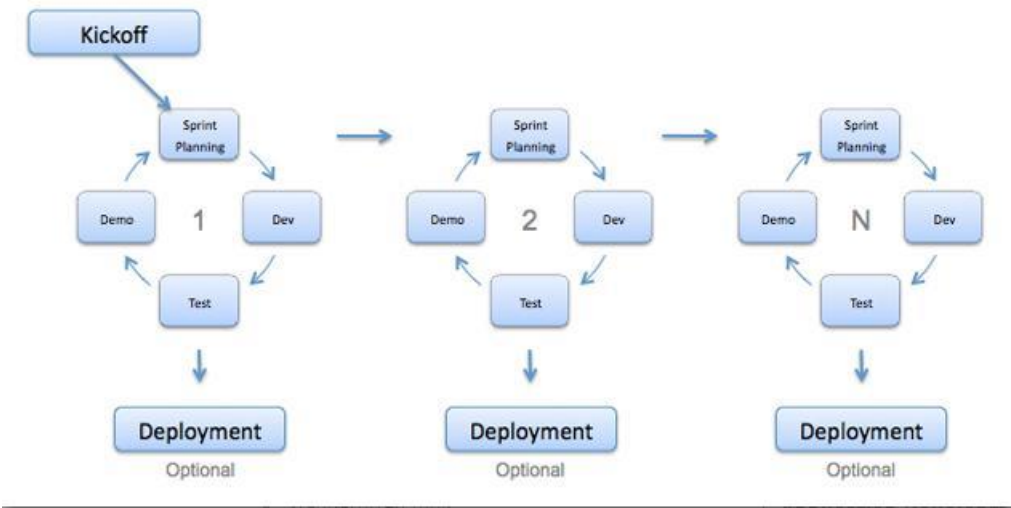 Kickoff
Sprint
Planning
Demo
1
Dev
Test
Deployment
Optional
Sprint
Planning
Demo
2
Dev
Test
Deployment
Optional
Sprint
Planning
Demo
N
Dev
Test
Deployment
Optional